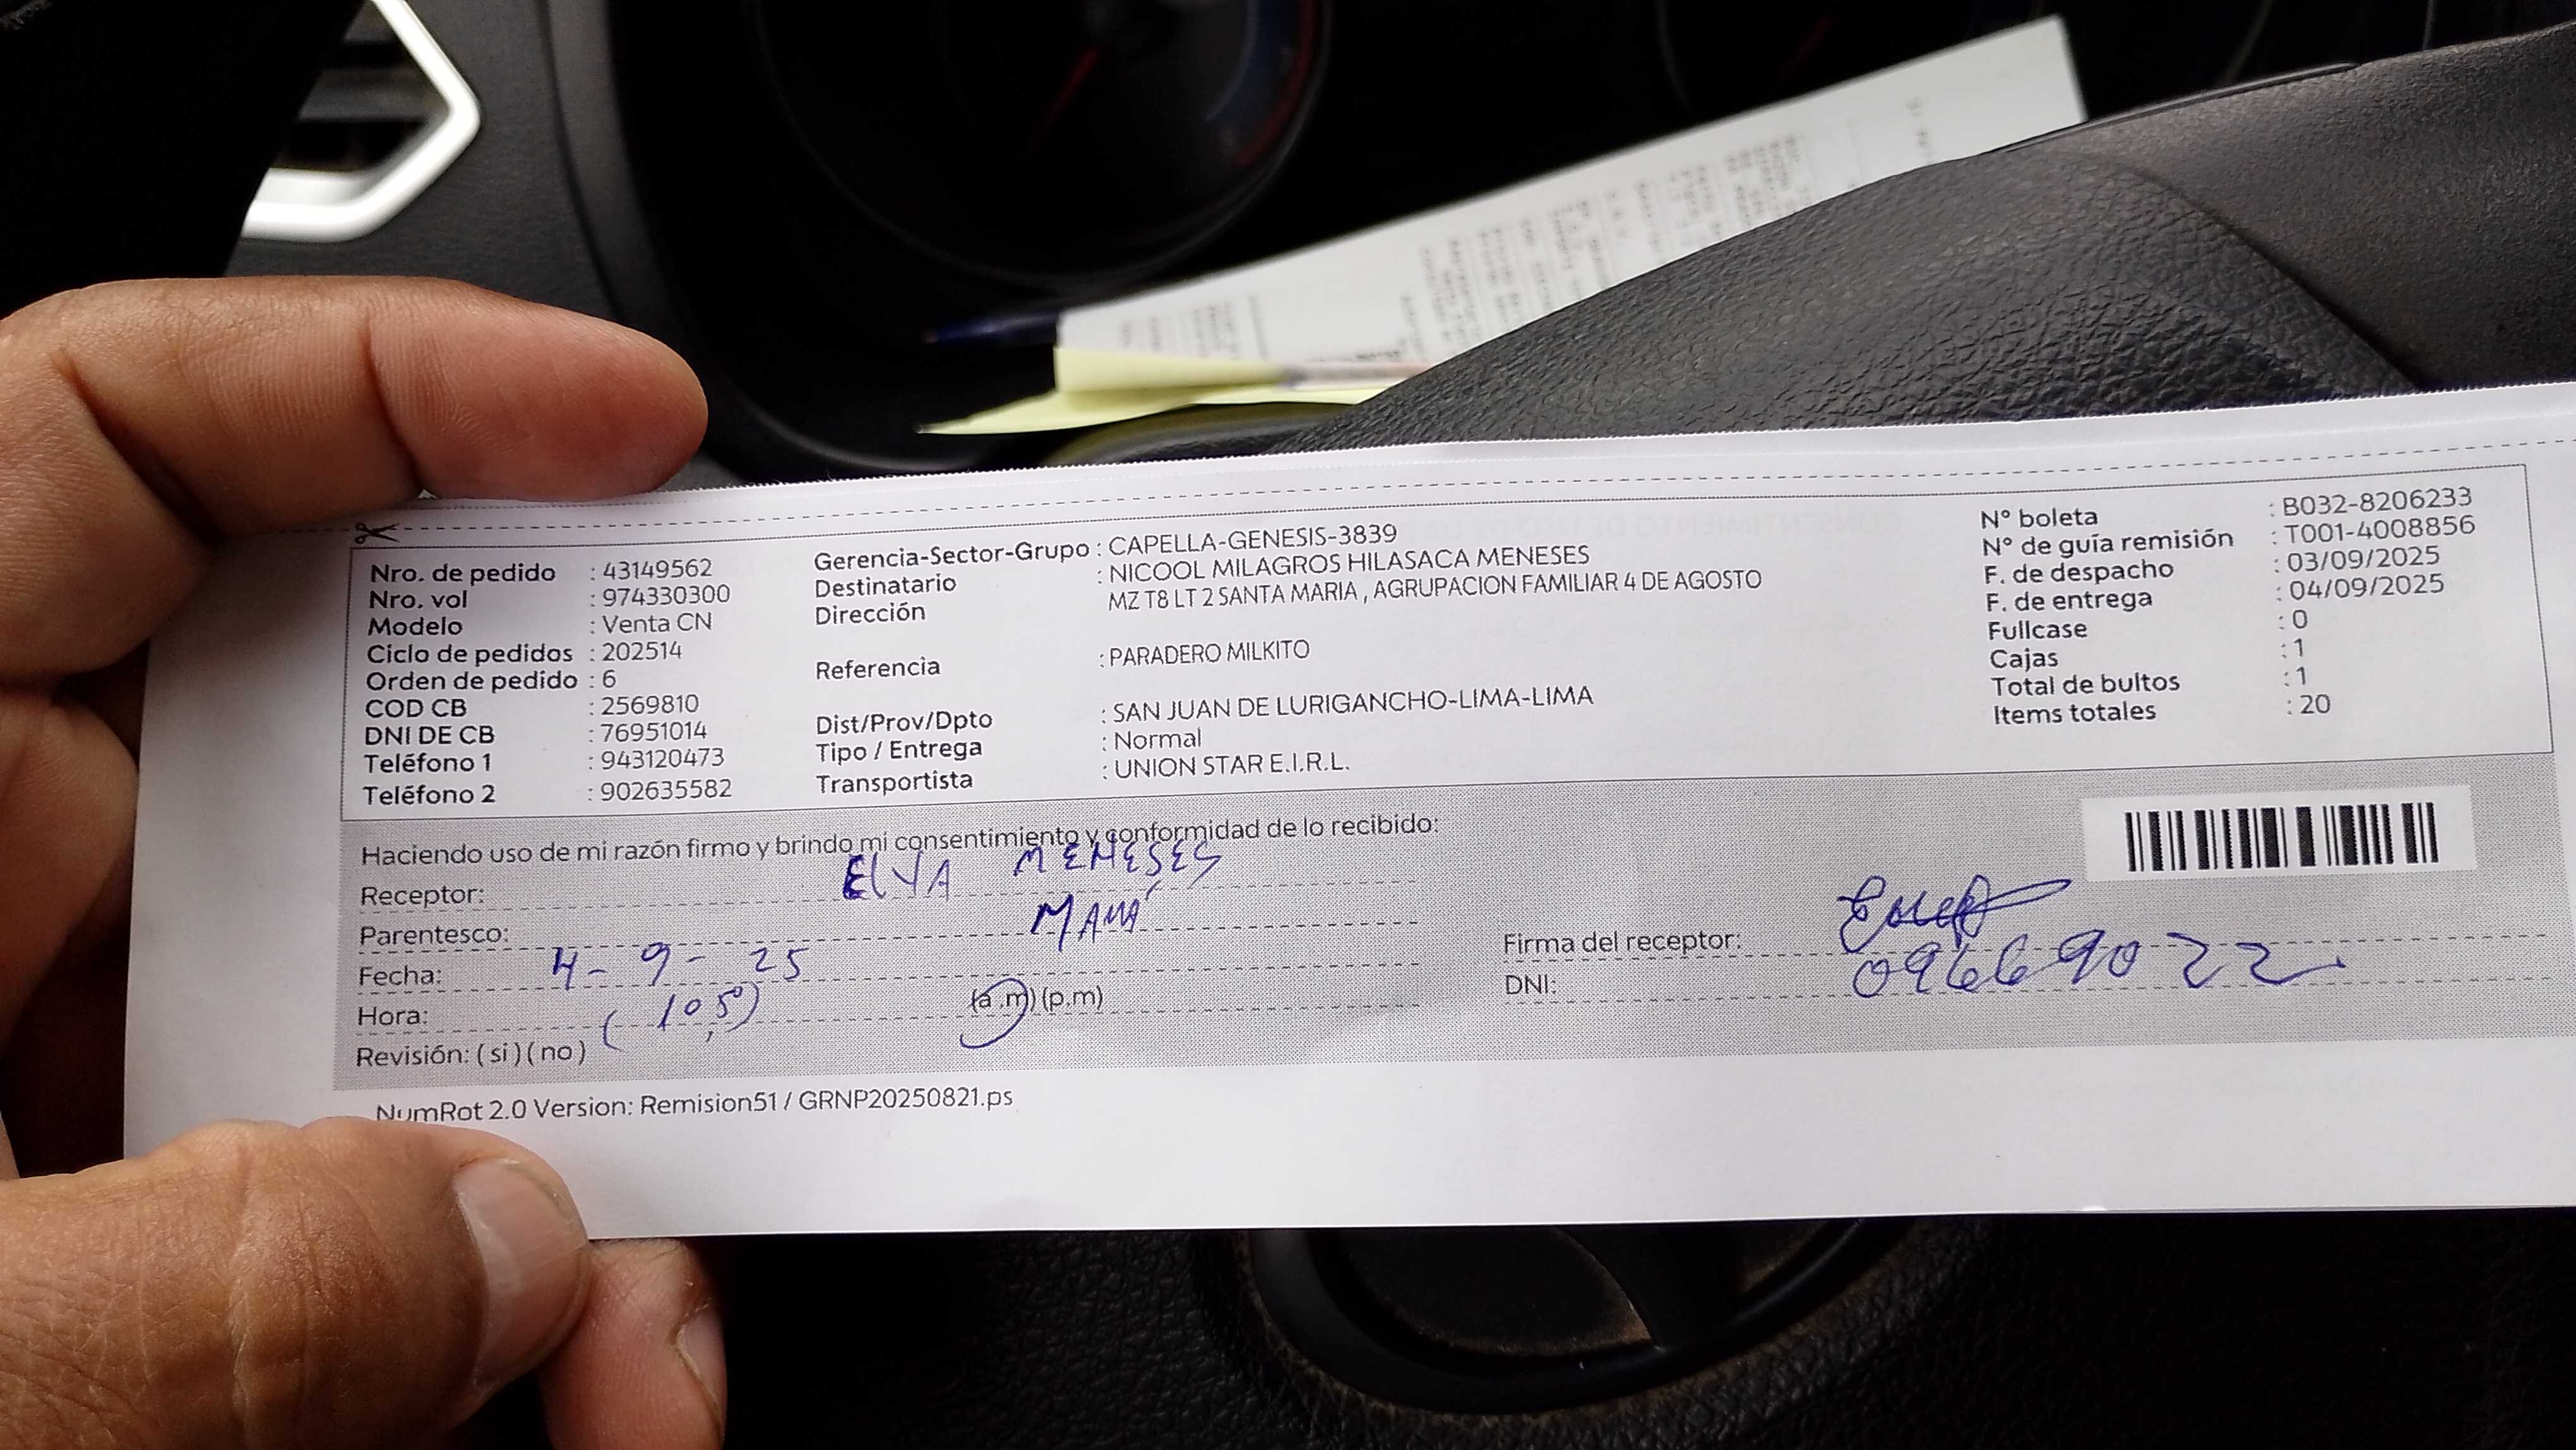 Nro. de pedido : 43149562
Nro. vol : 974330300
Modelo : Venta CN
Ciclo de pedidos : 202514
Orden de pedido : 6
COD CB : 2569810
DNI DE CB : 76951014
Teléfono 1 : 943120473
Teléfono 2 : 902635582
Gerencia-Sector-Grupo : CAPELLA-GENESIS-3839
Destinatario : NICOOL MILAGROS HILASACA MENESES
Dirección MZ T8 LT 2 SANTA MARIA , AGRUPACION FAMILIAR 4 DE AGOSTO
Referencia : PARADERO MILKITO
Dist/Prov/Dpto : SAN JUAN DE LURIGANCHO-LIMA-LIMA
Tipo / Entrega : Normal
Transportista : UNION STAR E.I.R.L.
N° boleta : B032-8206233
N° de guía remisión : T001-4008856
F. de despacho : 03/09/2025
F. de entrega : 04/09/2025
Fullcase : 0
Cajas : 1
Total de bultos : 1
Items totales : 20
Haciendo uso de mi razón firmo y brindo mi consentimiento y conformidad de lo recibido:
Receptor: ELVA MENESES
Parentesco: MAMÁ
Fecha: 4 - 9 - 25
Hora: (10 50) (a.m) (p.m)
Revisión: ( si ) ( no )
Firma del receptor:
DNI: 09669022
NumRot 2.0 Version: Remision51 / GRNP20250821.ps